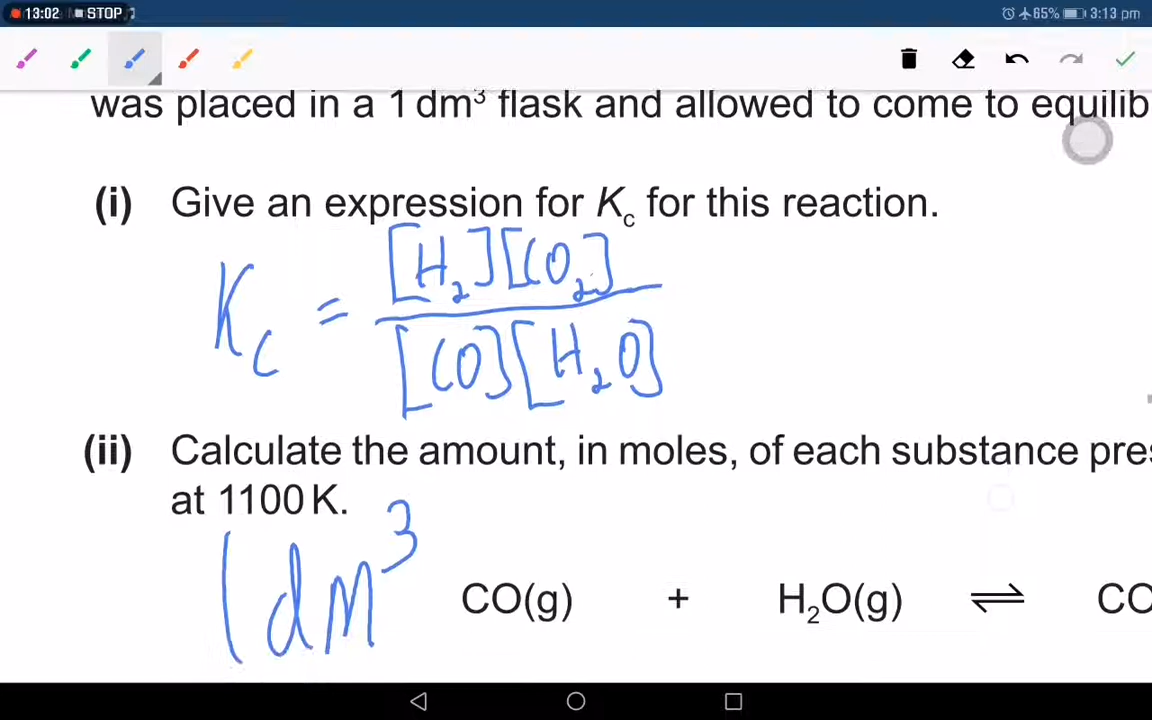 13:02 STOP 65% 3:13 pm
was placed in a 1 dm³ flask and allowed to come to equilib
(i) Give an expression for Kc for this reaction.
[H₂][CO₂]
Kc =
[CO][H₂O]
(ii) Calculate the amount, in moles, of each substance pre
at 1100 K.
1 dm³ CO(g) + H₂O(g) ⇌ CO